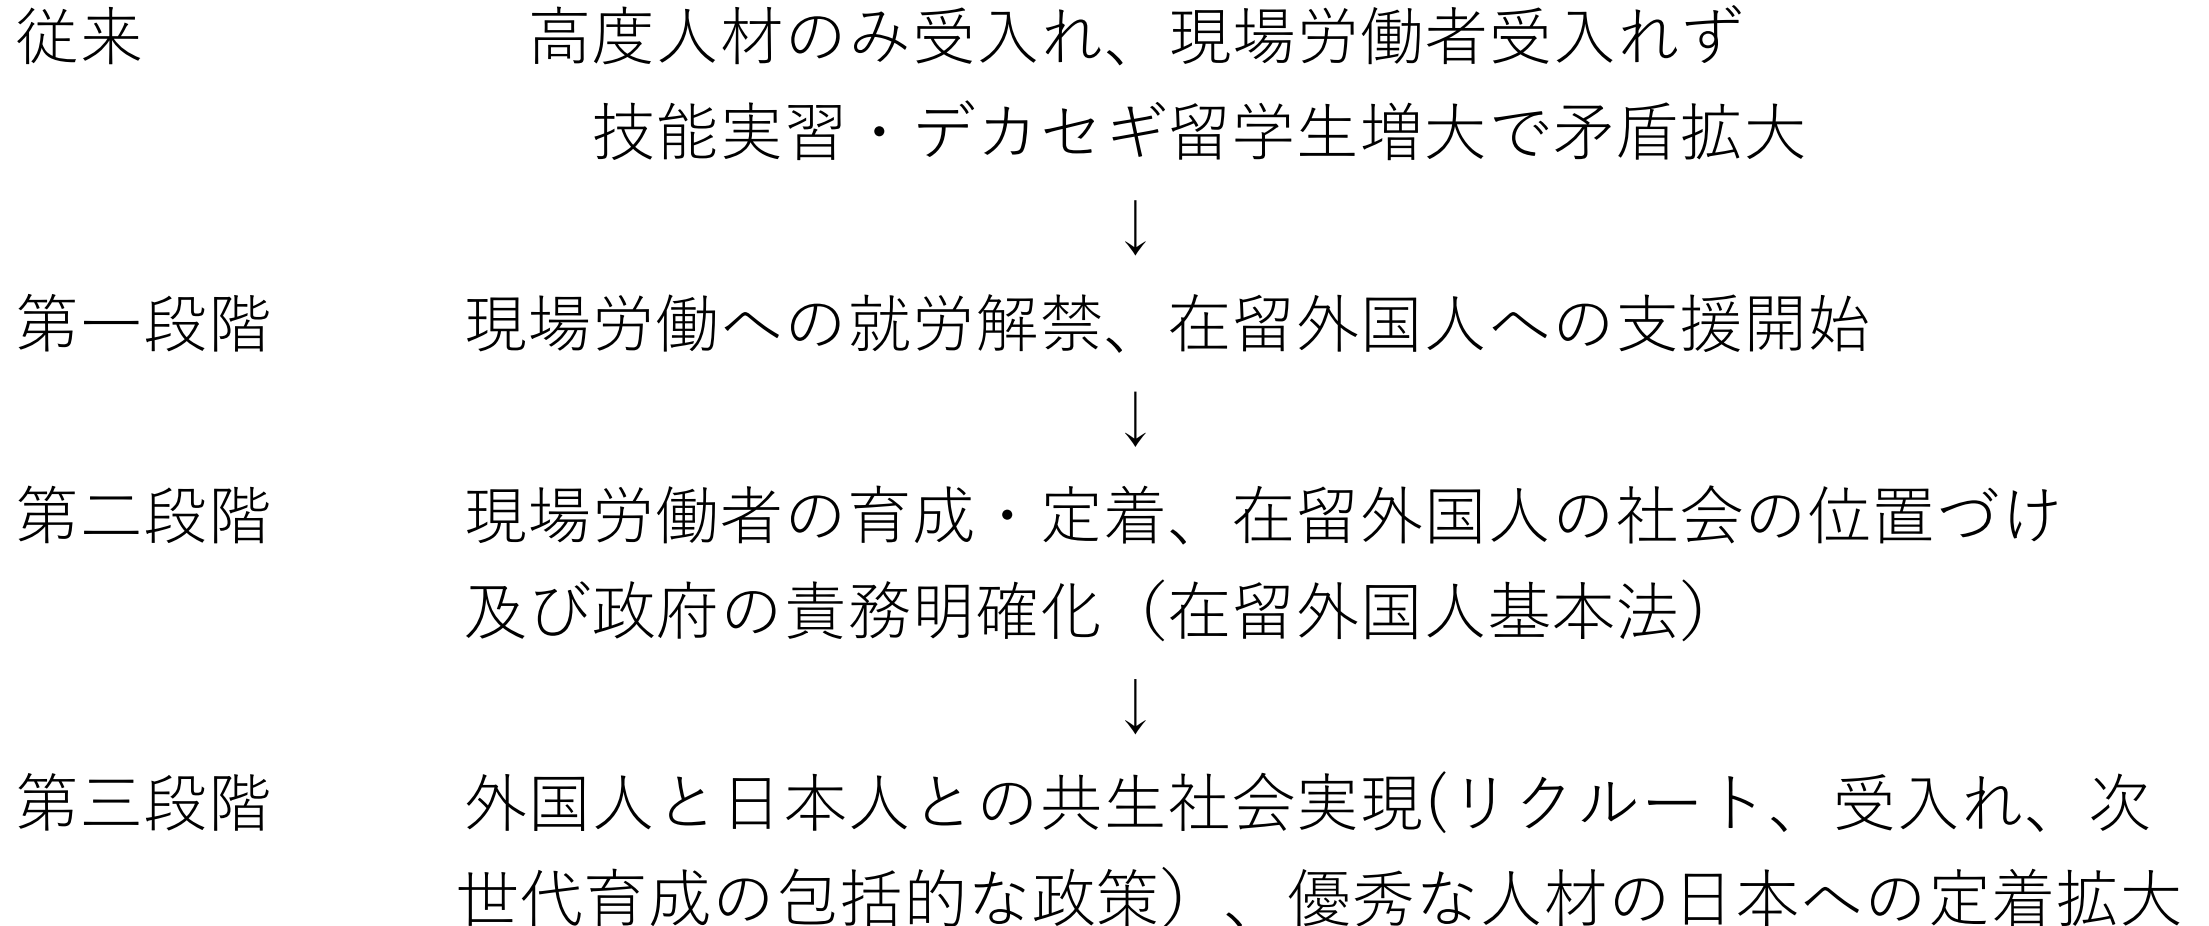 従来 高度人材のみ受入れ、現場労働者受入れず
技能実習・デカセギ留学生増大で矛盾拡大
↓
第一段階 現場労働への就労解禁、在留外国人への支援開始
↓
第二段階 現場労働者の育成・定着、在留外国人の社会の位置づけ
及び政府の責務明確化（在留外国人基本法）
↓
第三段階 外国人と日本人との共生社会実現(リクルート、受入れ、次
世代育成の包括的な政策）、優秀な人材の日本への定着拡大